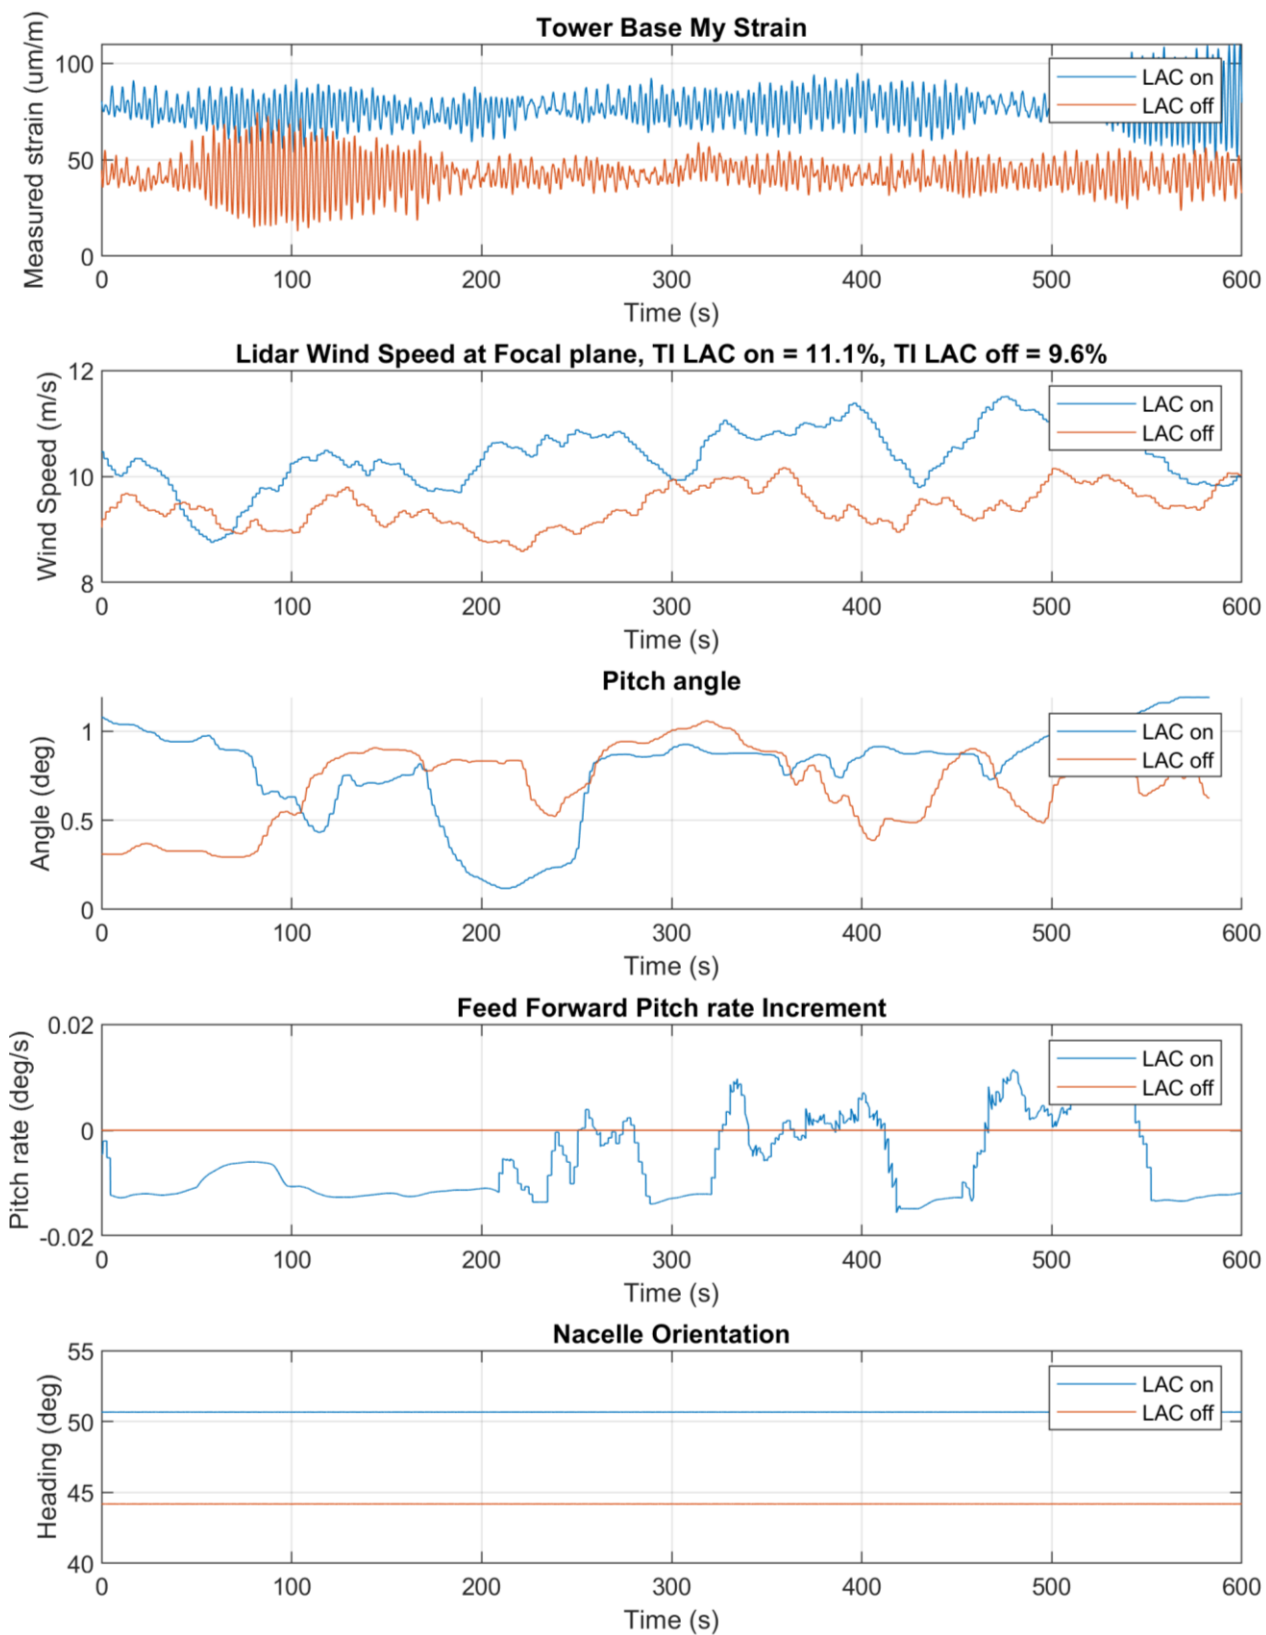 Tower Base My Strain
Measured strain (um/m)
100
50
0
LAC on
LAC off
0 100 200 300 400 500 600
Time (s)
Lidar Wind Speed at Focal plane, TI LAC on = 11.1%, TI LAC off = 9.6%
Wind Speed (m/s)
12
10
8
LAC on
LAC off
0 100 200 300 400 500 600
Time (s)
Pitch angle
Angle (deg)
1
0.5
0
LAC on
LAC off
0 100 200 300 400 500 600
Time (s)
Feed Forward Pitch rate Increment
Pitch rate (deg/s)
0.02
0
-0.02
LAC on
LAC off
0 100 200 300 400 500 600
Time (s)
Nacelle Orientation
Heading (deg)
55
50
45
40
LAC on
LAC off
0 100 200 300 400 500 600
Time (s)